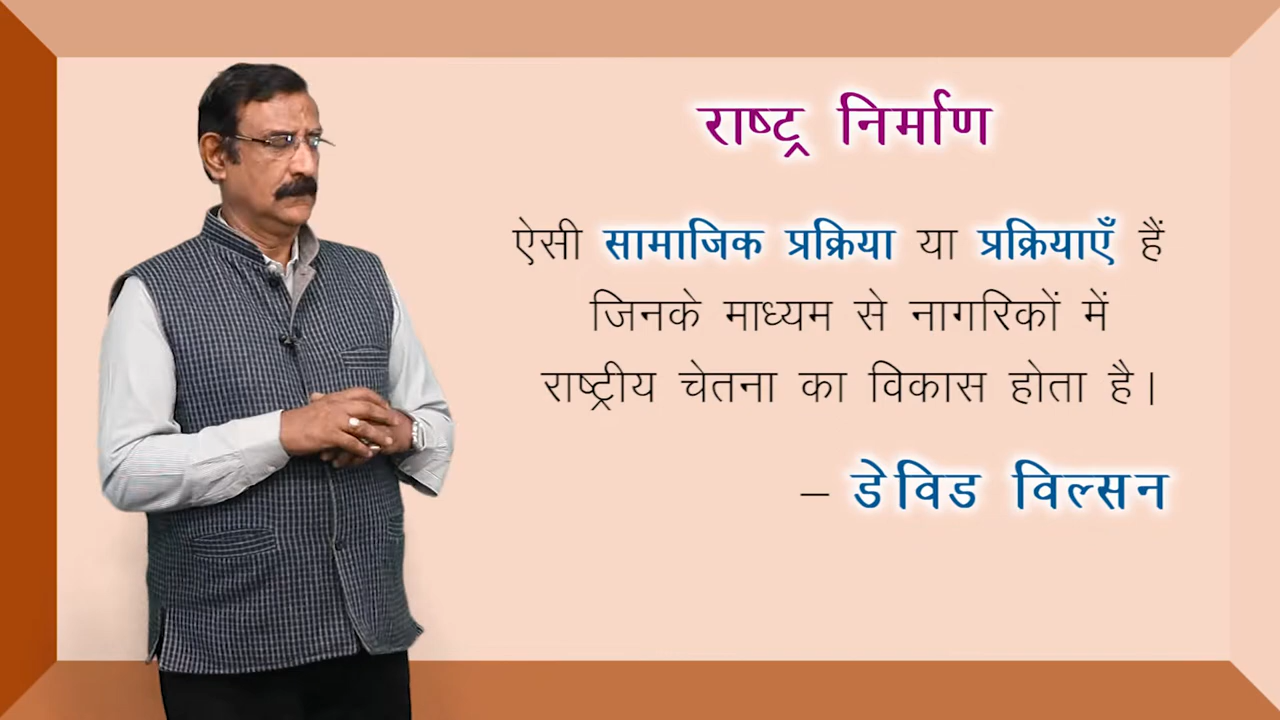 राष्ट्र निर्माण
ऐसी सामाजिक प्रक्रिया या प्रक्रियाएँ हैं
जिनके माध्यम से नागरिकों में
राष्ट्रीय चेतना का विकास होता है।
– डेविड विल्सन